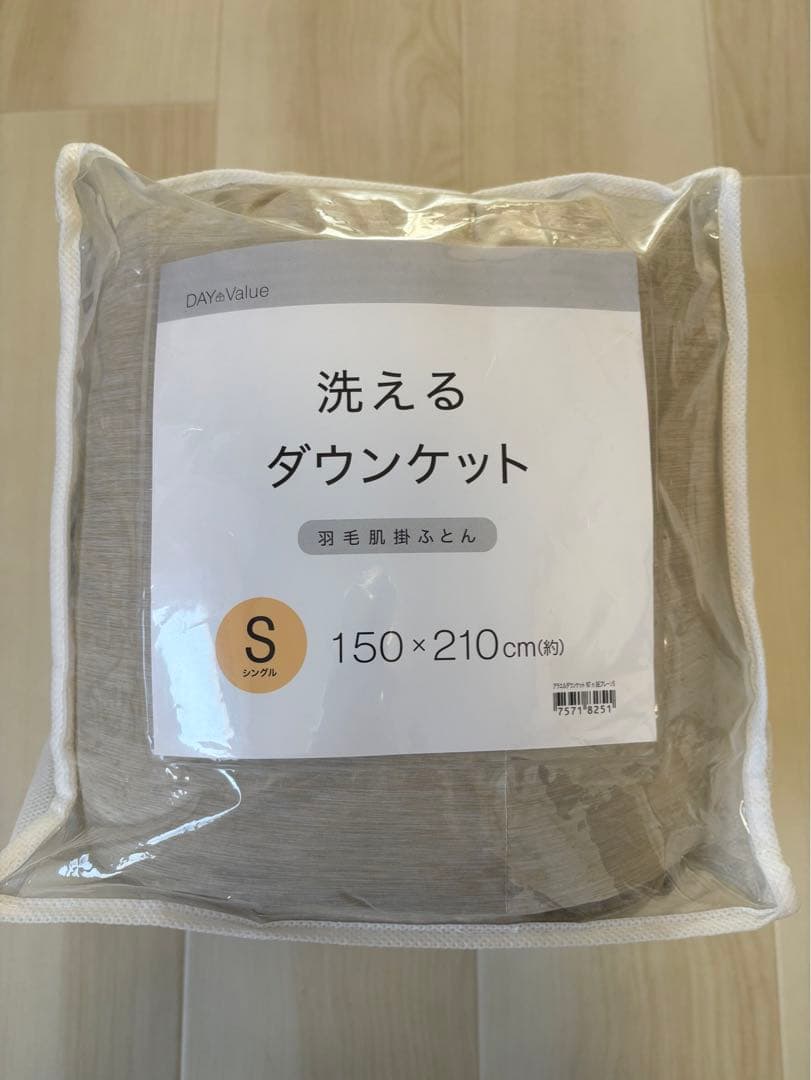 DAY Value
洗える
ダウンケット
羽毛肌掛ふとん
S
シングル
150×210cm(約)
7571 8251